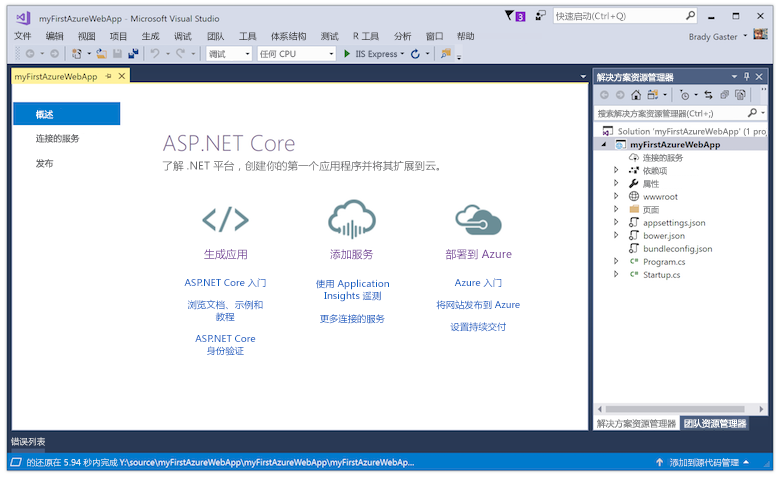 myFirstAzureWebApp - Microsoft Visual Studio
3
快速启动(Ctrl+Q)
文件 编辑 视图 项目 生成 调试 团队 工具 体系结构 测试 R 工具 分析 窗口 帮助
Brady Gaster
调试 任何 CPU IIS Express
myFirstAzureWebApp
概述
连接的服务
发布
ASP.NET Core
了解 .NET 平台，创建你的第一个应用程序并将其扩展到云。
生成应用
ASP.NET Core 入门
浏览文档、示例和
教程
ASP.NET Core
身份验证
添加服务
使用 Application
Insights 遥测
更多连接的服务
部署到 Azure
Azure 入门
将网站发布到 Azure
设置持续交付
解决方案资源管理器
搜索解决方案资源管理器(Ctrl+;)
Solution 'myFirstAzureWebApp' (1 pro
myFirstAzureWebApp
连接的服务
依赖项
属性
wwwroot
页面
appsettings.json
bower.json
bundleconfig.json
C# Program.cs
C# Startup.cs
解决方案资源管理器 团队资源管理器
错误列表
的还原在 5.94 秒内完成 Y:\source\myFirstAzureWebApp\myFirstAzureWebApp\myFirstAzureWebAp...
添加到源代码管理